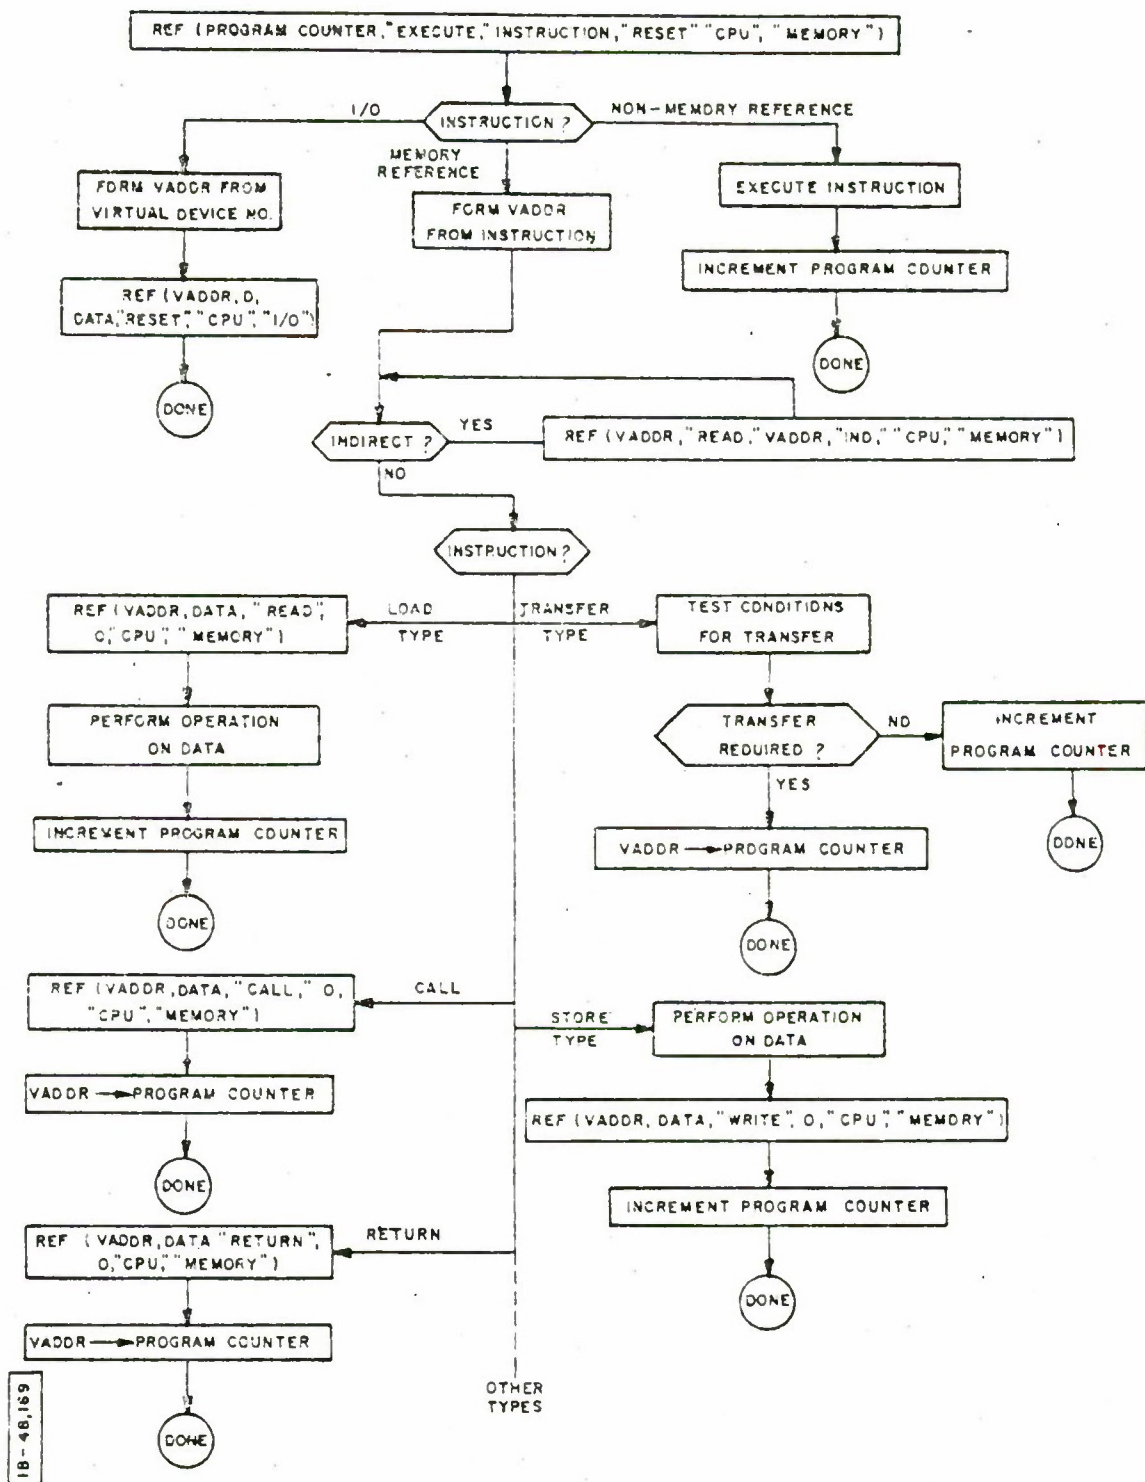 REF (PROGRAM COUNTER,"EXECUTE,"INSTRUCTION,"RESET" "CPU", "MEMORY")
INSTRUCTION ?
I/O
NON-MEMORY REFERENCE
MEMORY
REFERENCE
FORM VADDR FROM
VIRTUAL DEVICE NO.
FORM VADDR
FROM INSTRUCTION
EXECUTE INSTRUCTION
INCREMENT PROGRAM COUNTER
REF (VADDR, 0,
DATA,"RESET", "CPU", "I/O")
DONE
DONE
INDIRECT ?
YES
REF (VADDR, "READ, "VADDR, "IND," "CPU," "MEMORY")
NO
INSTRUCTION ?
REF (VADDR, DATA, "READ",
0,"CPU", "MEMORY")
LOAD
TYPE
TRANSFER
TYPE
TEST CONDITIONS
FOR TRANSFER
PERFORM OPERATION
ON DATA
TRANSFER
REQUIRED ?
NO
INCREMENT
PROGRAM COUNTER
YES
INCREMENT PROGRAM COUNTER
VADDR → PROGRAM COUNTER
DONE
DONE
DONE
REF (VADDR, DATA, "CALL," 0,
"CPU", "MEMORY")
CALL
STORE
TYPE
PERFORM OPERATION
ON DATA
VADDR → PROGRAM COUNTER
REF (VADDR, DATA, "WRITE", 0, "CPU", "MEMORY")
DONE
INCREMENT PROGRAM COUNTER
REF (VADDR, DATA "RETURN",
0,"CPU," "MEMORY")
RETURN
DONE
VADDR → PROGRAM COUNTER
OTHER
TYPES
DONE
IB-48,169